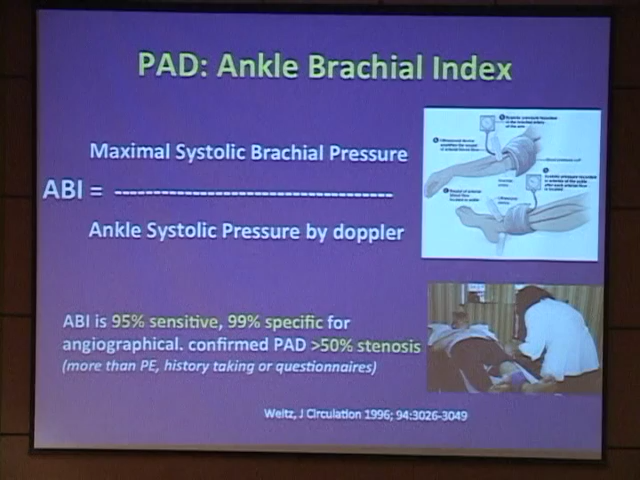 PAD: Ankle Brachial Index
Maximal Systolic Brachial Pressure
ABI = ------------------------------------
Ankle Systolic Pressure by doppler
ABI is 95% sensitive, 99% specific for
angiographical. confirmed PAD >50% stenosis
(more than PE, history taking or questionnaires)
Weitz, J Circulation 1996; 94:3026-3049